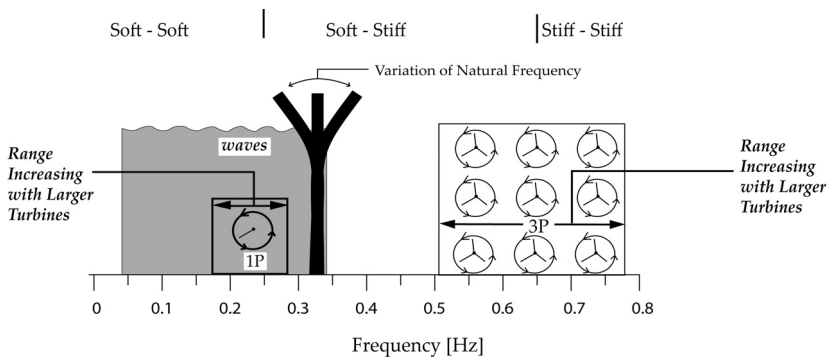 Soft - Soft
Soft - Stiff
Stiff - Stiff
Variation of Natural Frequency
waves
Range
Increasing
with Larger
Turbines
Range
Increasing
with Larger
Turbines
3P
1P
0
0.1
0.2
0.3
0.4
0.5
0.6
0.7
0.8
Frequency [Hz]